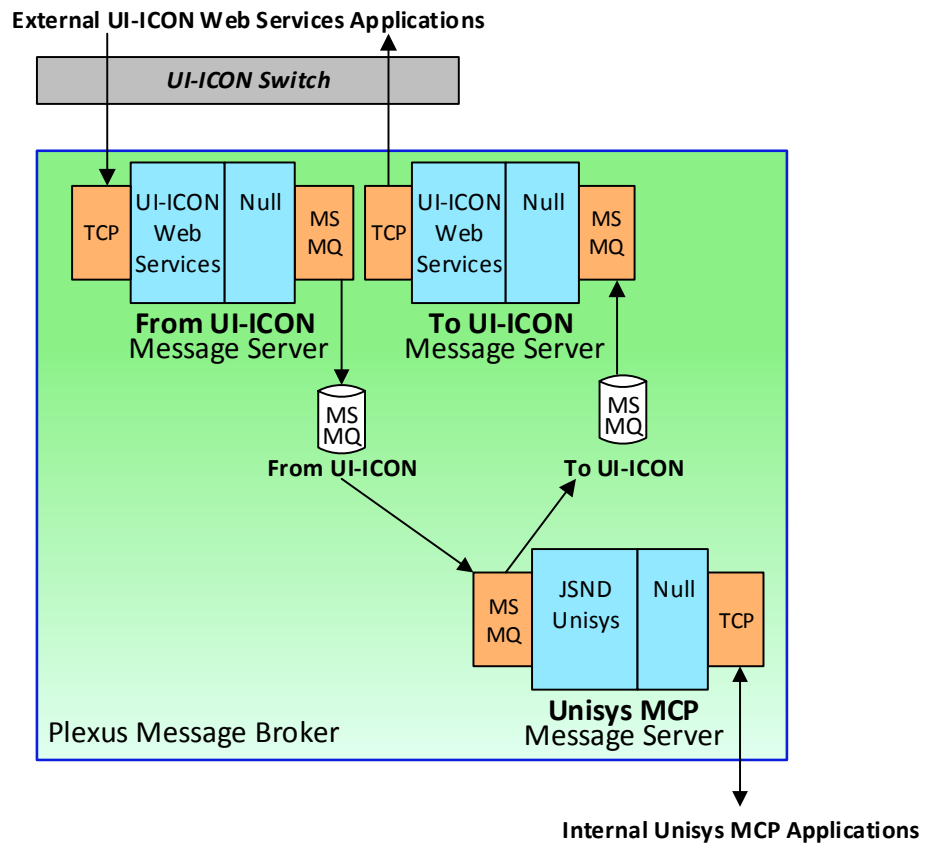 External UI-ICON Web Services Applications
UI-ICON Switch
TCP
UI-ICON
Web
Services
Null
MS
MQ
TCP
UI-ICON
Web
Services
Null
MS
MQ
From UI-ICON
Message Server
To UI-ICON
Message Server
MS
MQ
From UI-ICON
MS
MQ
To UI-ICON
MS
MQ
JSND
Unisys
Null
TCP
Unisys MCP
Message Server
Plexus Message Broker
Internal Unisys MCP Applications